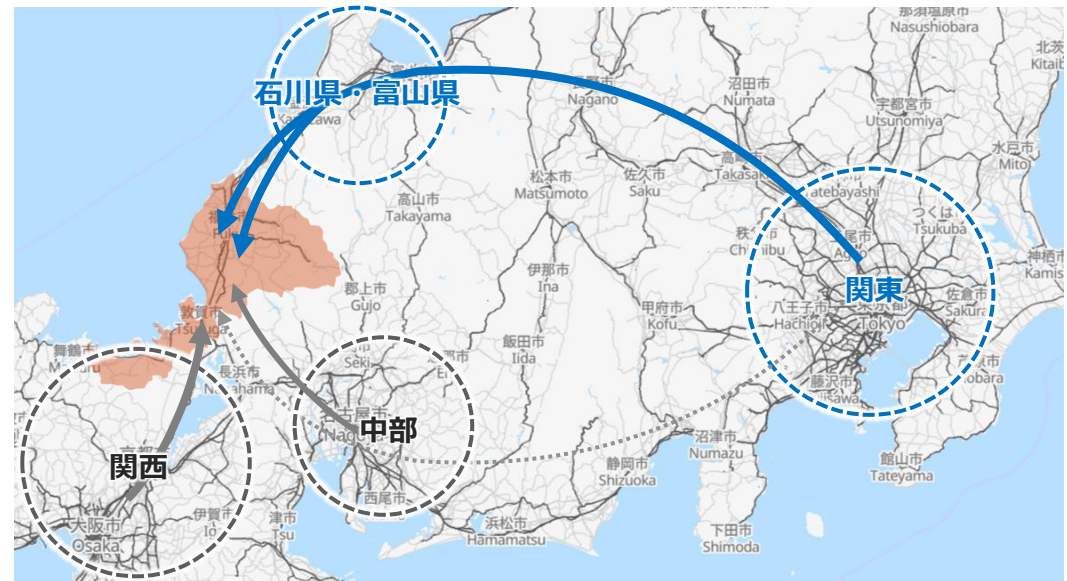 那須塩原市
Nasushiobara
石川県・富山県
長野市
Nagano
沼田市
Numata
宇都宮市
Utsunomiya
水戸市
Mito
高崎市
Takasaki
松本市
Matsumoto
佐久市
Saku
高山市
Takayama
つくば
Tsukuba
関東
Tokyo
八王子市
Hachioji
佐倉市
Sakura
神栖市
Kamis
伊那市
Ina
郡上市
Gujo
甲府市
Kofu
敦賀市
Tsuruga
舞鶴市
長浜市
Seki
飯田市
Iida
藤沢市
中部
関西
沼津市
Numazu
静岡市
Shizuoka
館山市
Tateyama
西尾市
伊賀市
津市
Tsu
大阪市
Osaka
浜松市
Hamamatsu
下田市
Shimoda